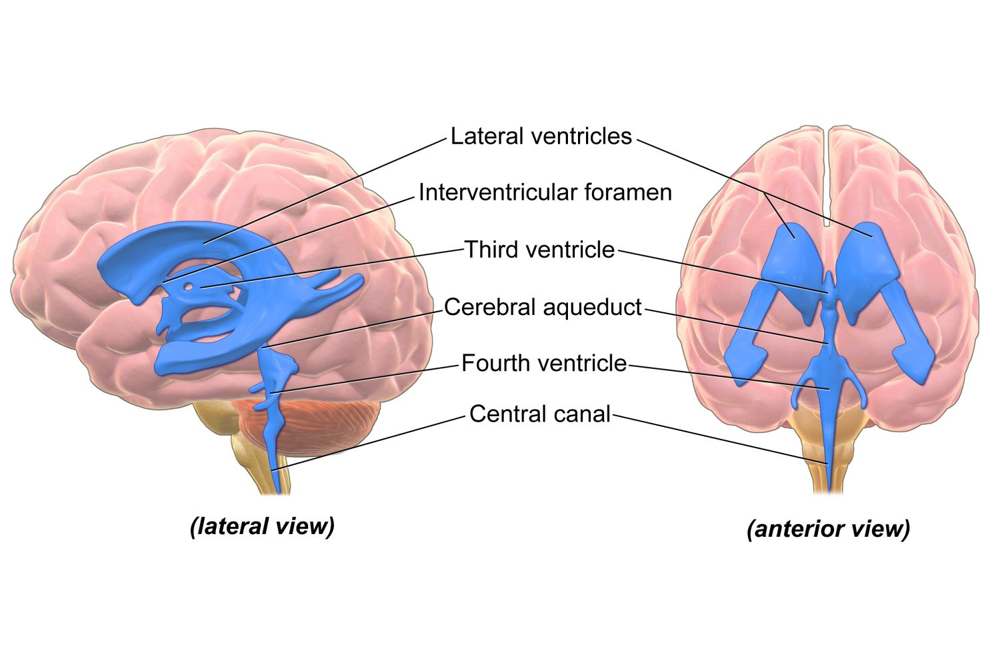 Lateral ventricles
Interventricular foramen
Third ventricle
Cerebral aqueduct
Fourth ventricle
Central canal
(lateral view)
(anterior view)